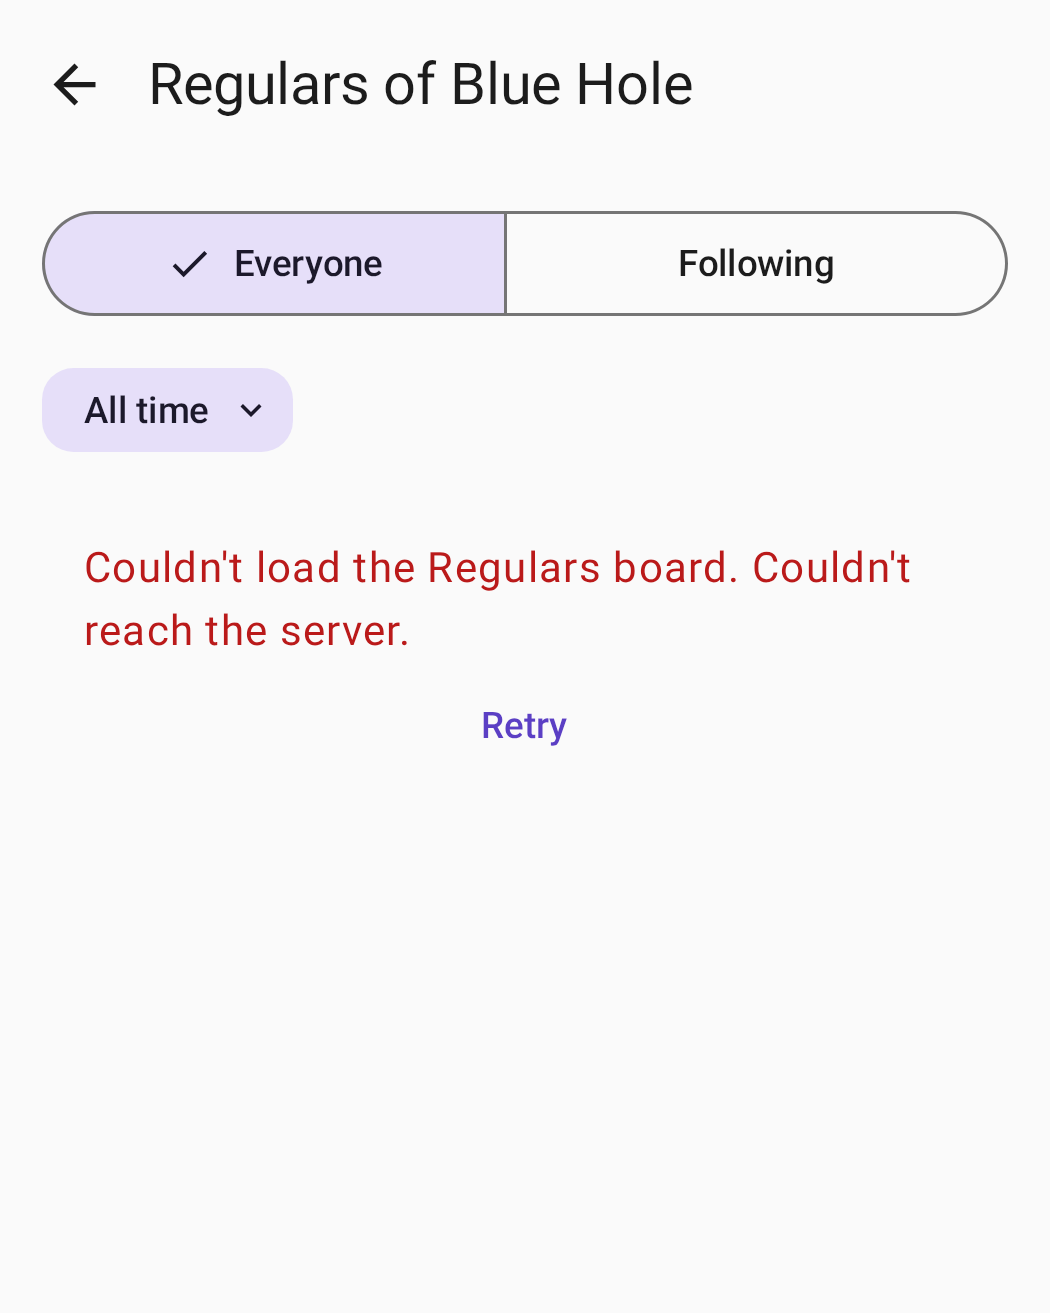 Regulars of Blue Hole
Everyone
Following
All time
Couldn't load the Regulars board. Couldn't
reach the server.
Retry